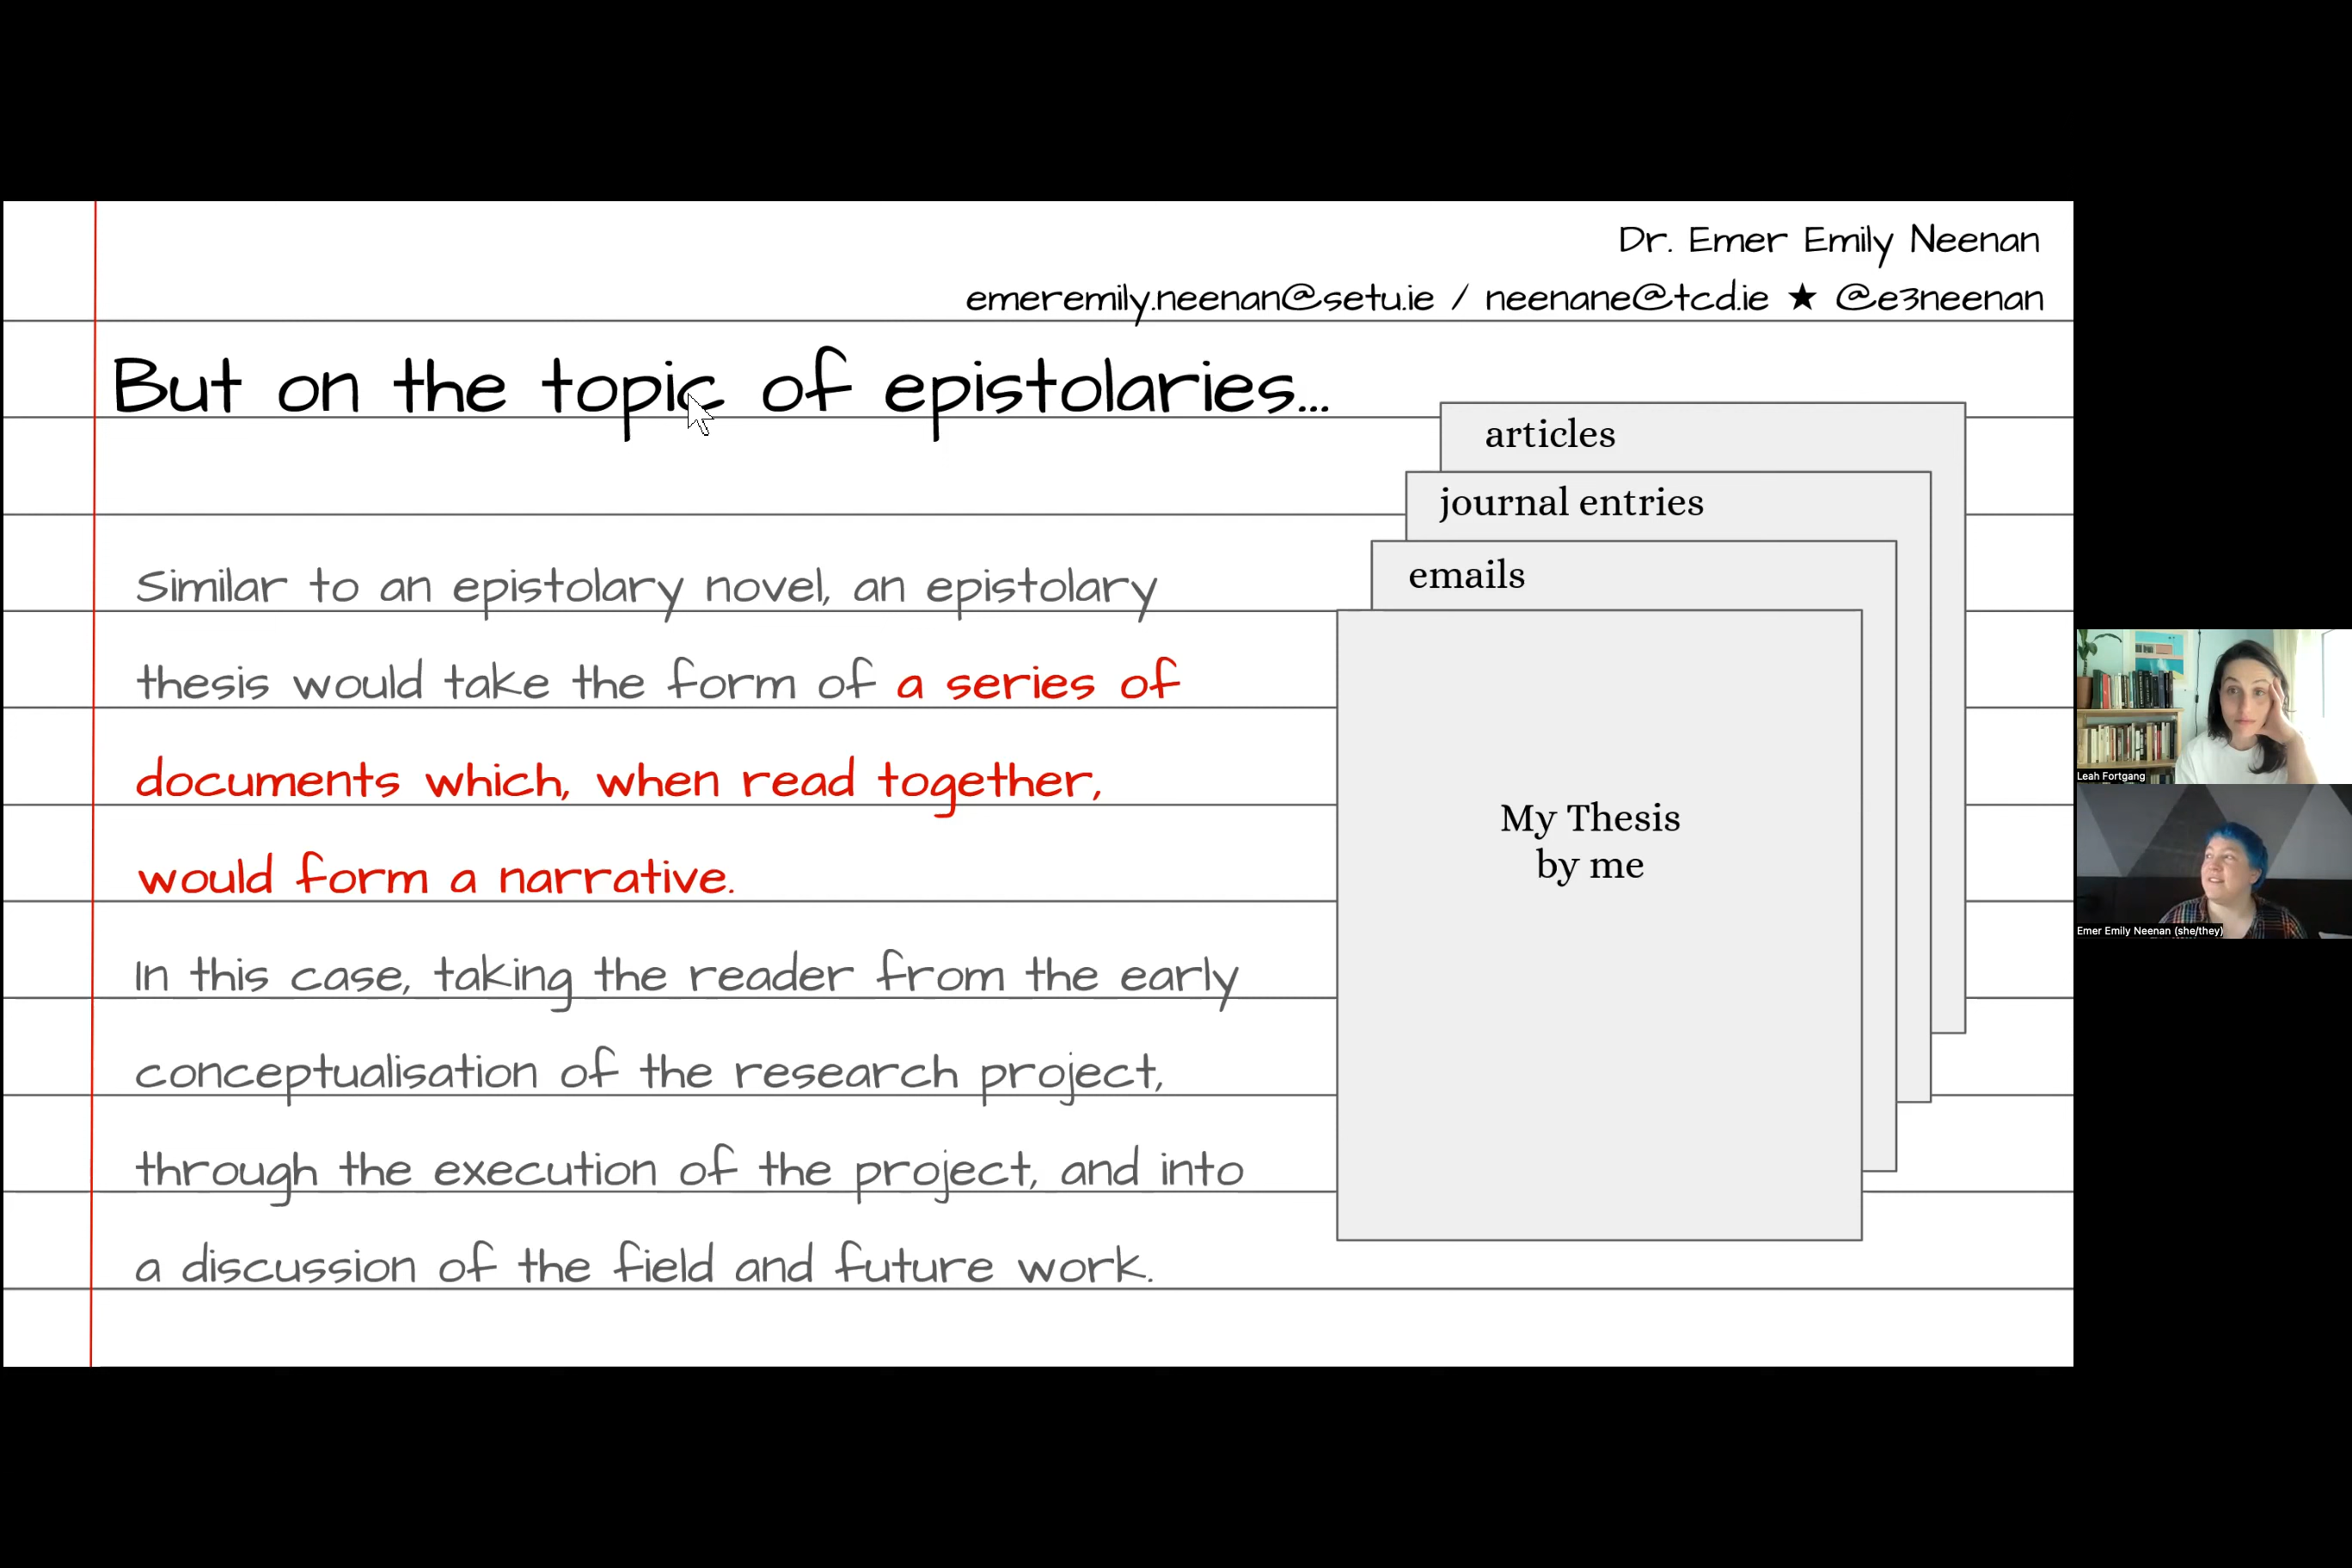 Dr. Emer Emily Neenan
emeremily.neenan@setu.ie / neenane@tcd.ie ★ @e3neenan
But on the topic of epistolaries...
Similar to an epistolary novel, an epistolary
thesis would take the form of a series of
documents which, when read together,
would form a narrative.
In this case, taking the reader from the early
conceptualisation of the research project,
through the execution of the project, and into
a discussion of the field and future work.
articles
journal entries
emails
My Thesis
by me
Leah Fortgang
Emer Emily Neenan (she/they)